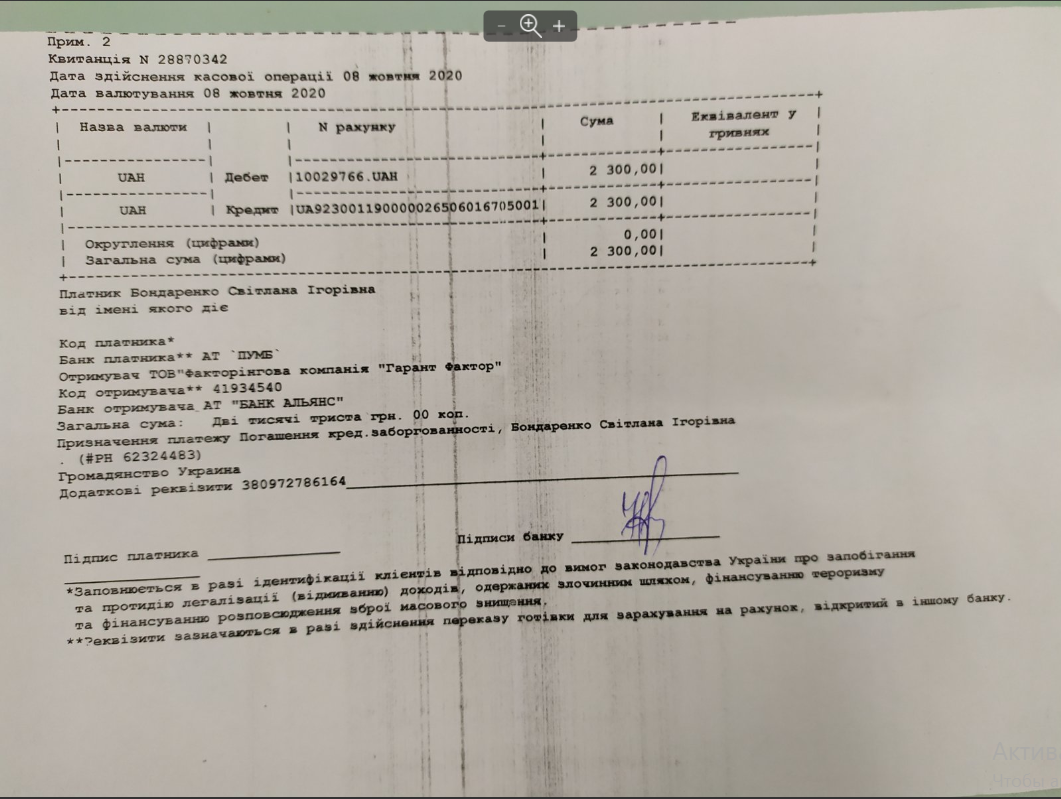 Прим. 2
Квитанція N 28870342
Дата здійснення касової операції 08 жовтня 2020
Дата валютування 08 жовтня 2020
Назва валюти | | N рахунку | Сума | Еквівалент у гривнях
UAH | Дебет | 10029766.UAH | 2 300,00|
UAH | Кредит |UA923001190000026506016705001| 2 300,00|
Округлення (цифрами) | 0,00|
Загальна сума (цифрами) | 2 300,00|
Платник Бондаренко Світлана Ігорівна
від імені якого діє
Код платника*
Банк платника** АТ `ПУМБ`
Отримувач ТОВ"Факторінгова компанія "Гарант Фактор"
Код отримувача** 41934540
Банк отримувача АТ "БАНК АЛЬЯНС"
Загальна сума: Дві тисячі триста грн. 00 коп.
Призначення платежу Погашення кред.заборгованності, Бондаренко Світлана Ігорівна
. (#PH 62324483)
Громадянство Украина
Додаткові реквізити 380972786164
Підписи банку
Підпис платника
*Заповнюється в разі ідентифікації клієнтів відповідно до вимог законодавства України про запобігання
та протидію легалізації (відмиванню) доходів, одержаних злочинним шляхом, фінансуванню тероризму
та фінансуванню розповсюдження зброї масового знищення.
**Реквізити зазначаються в разі здійснення переказу готівки для зарахування на рахунок, відкритий в іншому банку.